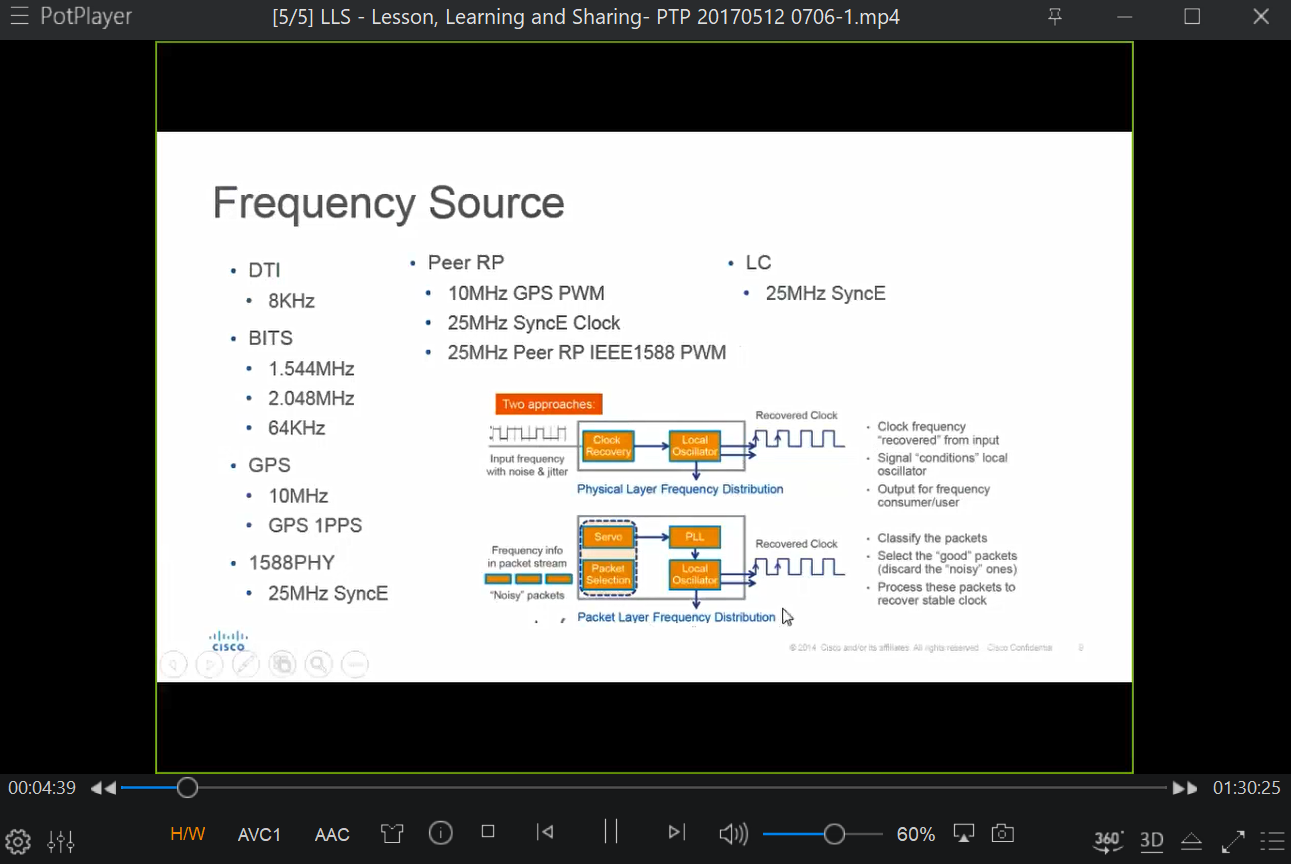 PotPlayer
[5/5] LLS - Lesson, Learning and Sharing- PTP 20170512 0706-1.mp4
Frequency Source
• DTI
• 8KHz
• BITS
• 1.544MHz
• 2.048MHz
• 64KHz
• GPS
• 10MHz
• GPS 1PPS
• 1588PHY
• 25MHz SyncE
• Peer RP
• 10MHz GPS PWM
• 25MHz SyncE Clock
• 25MHz Peer RP IEEE1588 PWM
• LC
• 25MHz SyncE
Two approaches:
Input frequency
with noise & jitter
Clock
Recovery
Local
Oscillator
Recovered Clock
Physical Layer Frequency Distribution
• Clock frequency
“recovered” from input
• Signal “conditions” local
oscillator
• Output for frequency
consumer/user
Frequency info
in packet stream
"Noisy" packets
Servo
Packet
Selection
PLL
Local
Oscillator
Recovered Clock
Packet Layer Frequency Distribution
• Classify the packets
• Select the “good” packets
(discard the “noisy” ones)
• Process these packets to
recover stable clock
CISCO
© 2014 Cisco and/or its affiliates. All rights reserved. Cisco Confidential 9
00:04:39
01:30:25
H/W
AVC1
AAC
60%
360°
3D